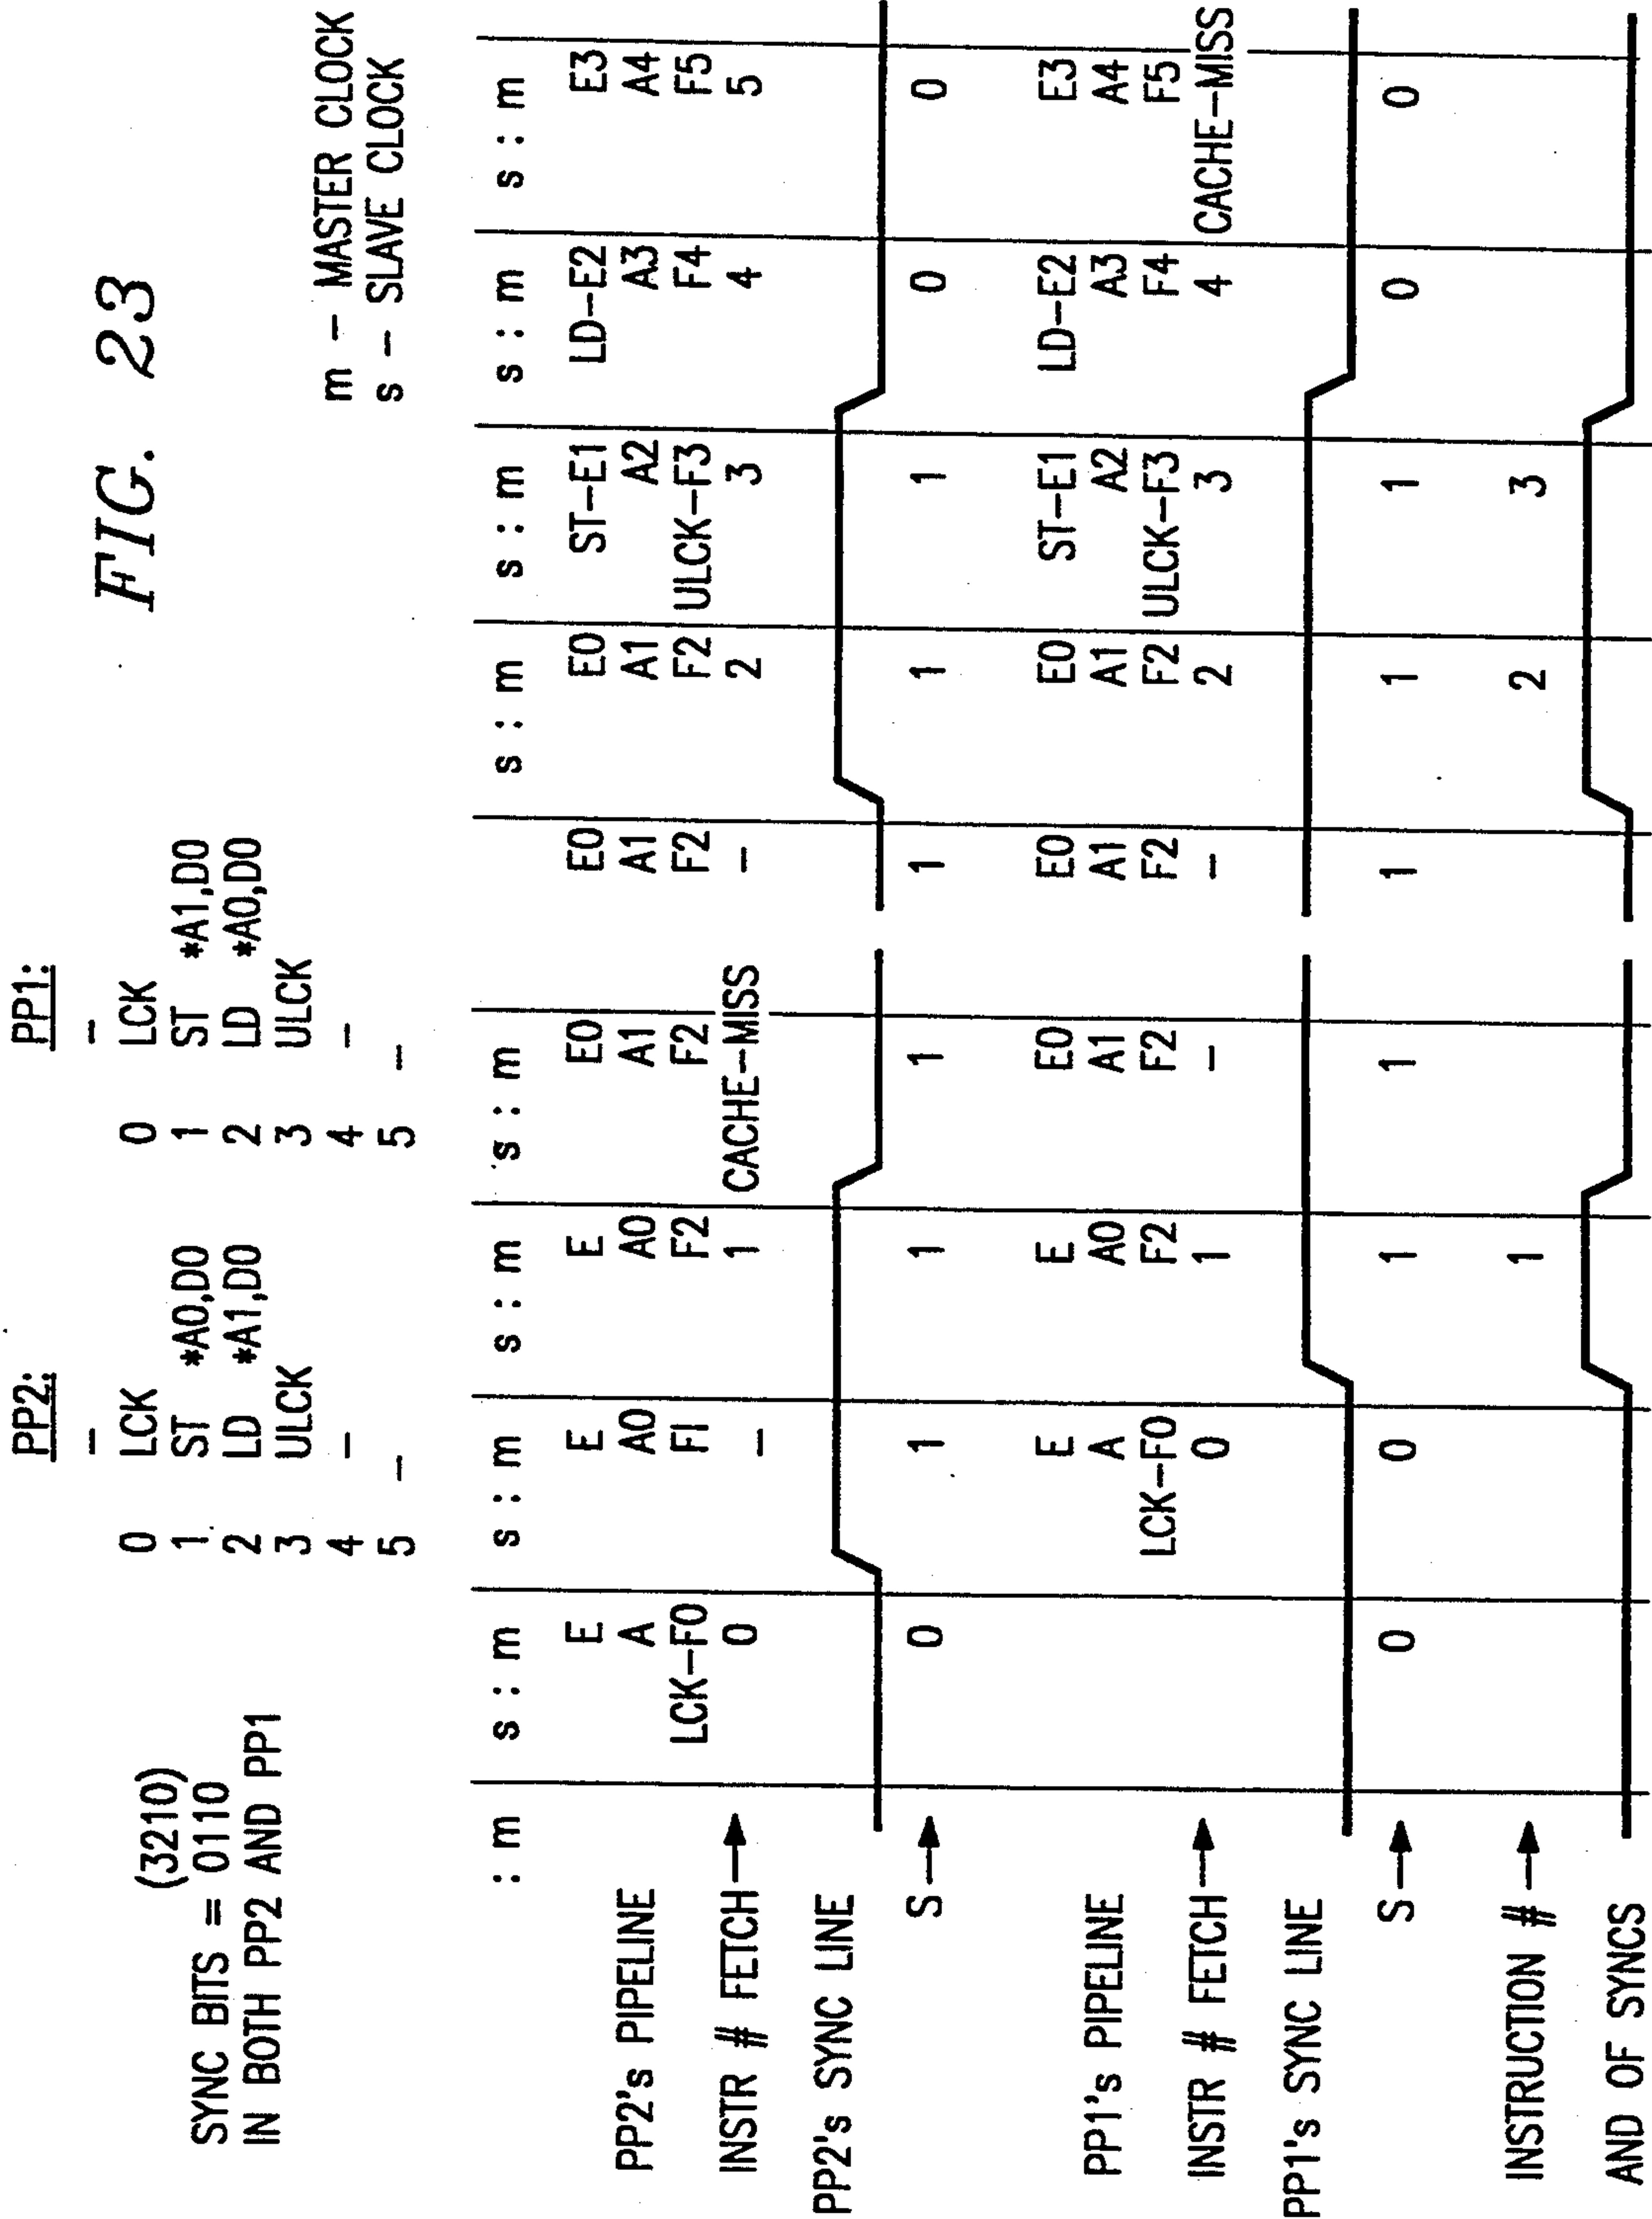 FIG. 23
m – MASTER CLOCK
s – SLAVE CLOCK
(3210)
SYNC BITS = 0110
IN BOTH PP2 AND PP1
PP2:
–
0 LCK
1 ST *A0,D0
2 LD *A1,D0
3 ULCK
4 –
5 –
PP1:
–
0 LCK
1 ST *A1,D0
2 LD *A0,D0
3 ULCK
4 –
5 –
: m s : m s : m s : m s : m s : m s : m s : m s : m
E E E E0 E0 E0 ST–E1 LD–E2 E3
PP2's PIPELINE A A0 A0 A1 A1 A1 A2 A3 A4
LCK–F0 FI F2 F2 F2 F2 ULCK–F3 F4 F5
INSTR # FETCH 0 – 1 CACHE–MISS – 2 3 4 5
PP2's SYNC LINE
S 0 1 1 1 1 1 1 0 0
E E E0 E0 E0 ST–E1 LD–E2 E3
PP1's PIPELINE A A0 A1 A1 A1 A2 A3 A4
LCK–F0 F2 F2 F2 F2 ULCK–F3 F4 F5
INSTR # FETCH 0 1 – – 2 3 4 CACHE–MISS
PP1's SYNC LINE
S 0 0 1 1 1 1 1 0 0
INSTRUCTION # 1 2 3
AND OF SYNCS